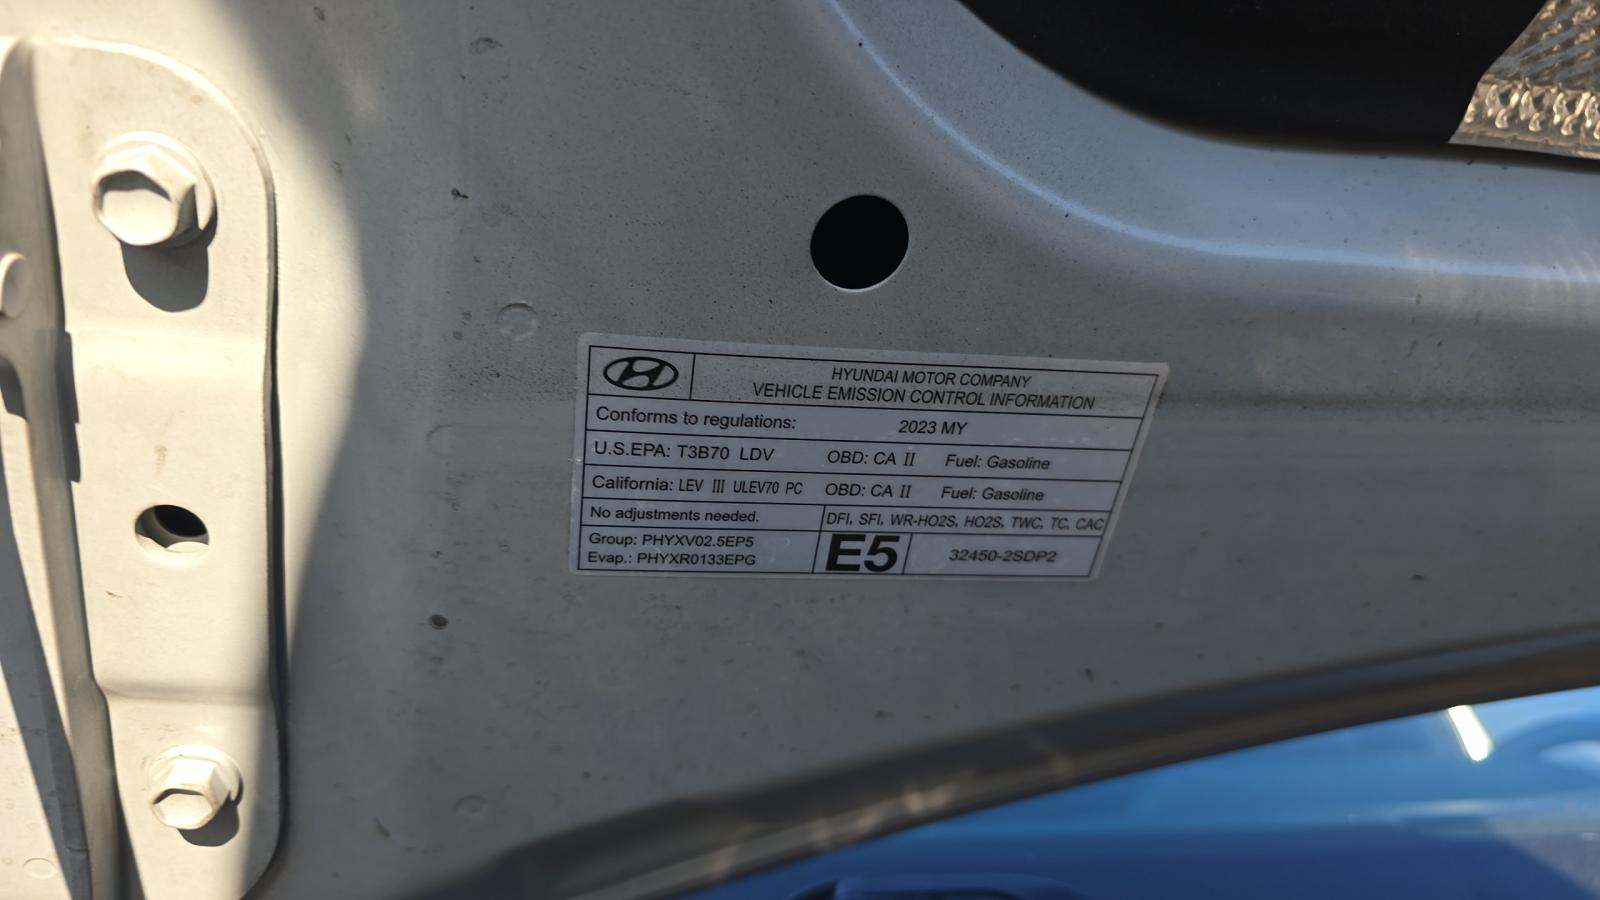 HYUNDAI MOTOR COMPANY
VEHICLE EMISSION CONTROL INFORMATION
Conforms to regulations: 2023 MY
U.S.EPA: T3B70 LDV OBD: CA II Fuel: Gasoline
California: LEV III ULEV70 PC OBD: CA II Fuel: Gasoline
No adjustments needed. DFI, SFI, WR-HO2S, HO2S, TWC, TC, CAC
Group: PHYXV02.5EP5
Evap.: PHYXR0133EPG
E5
32450-2SDP2